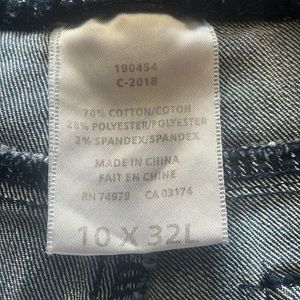 190454
C-2018
70% COTTON/COTON
28% POLYESTER/POLYESTER
2% SPANDEX/SPANDEX
MADE IN CHINA
FAIT EN CHINE
RN 74979 CA 03174
10 X 32L